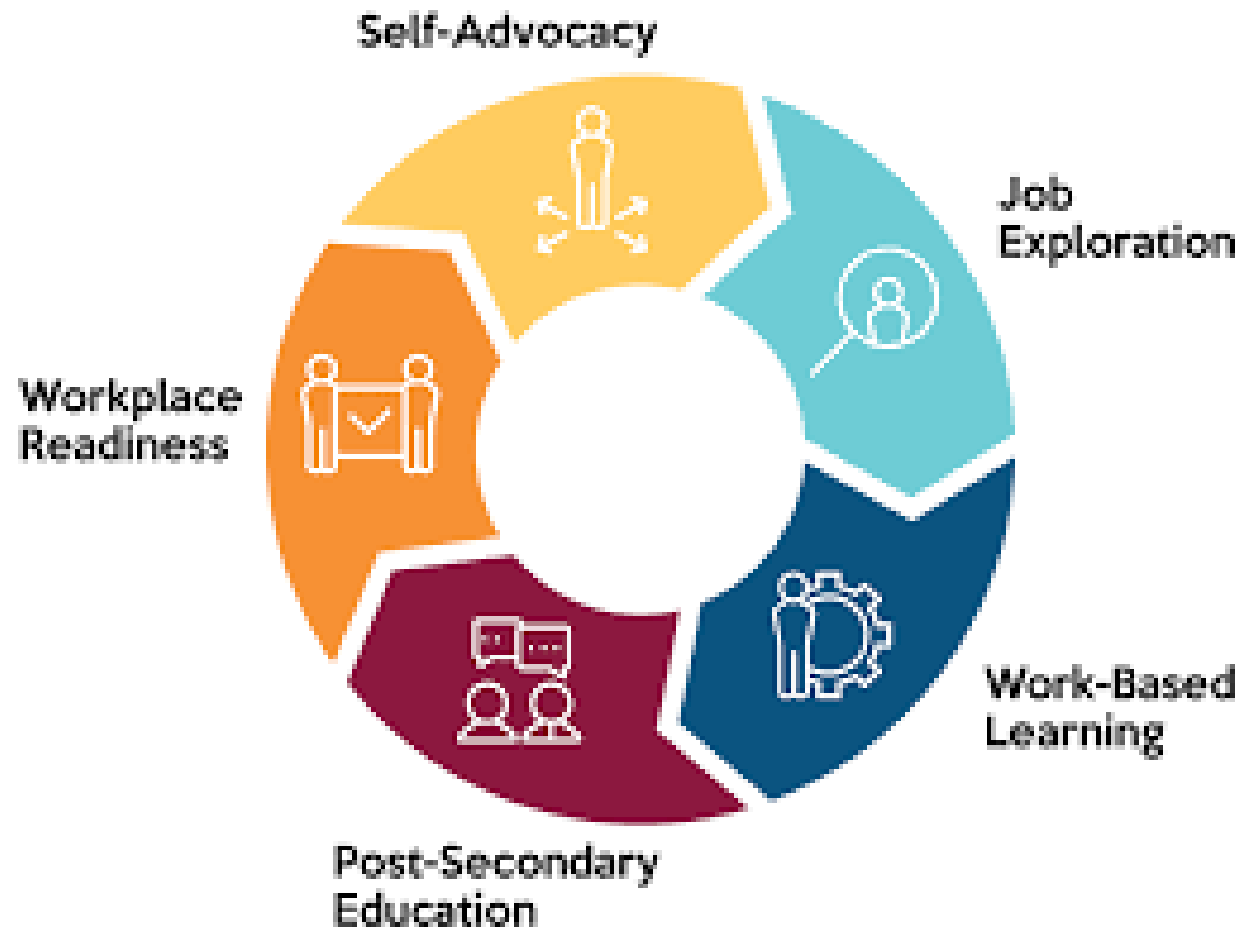 Self-Advocacy
Job
Exploration
Workplace
Readiness
Work-Based
Learning
Post-Secondary
Education